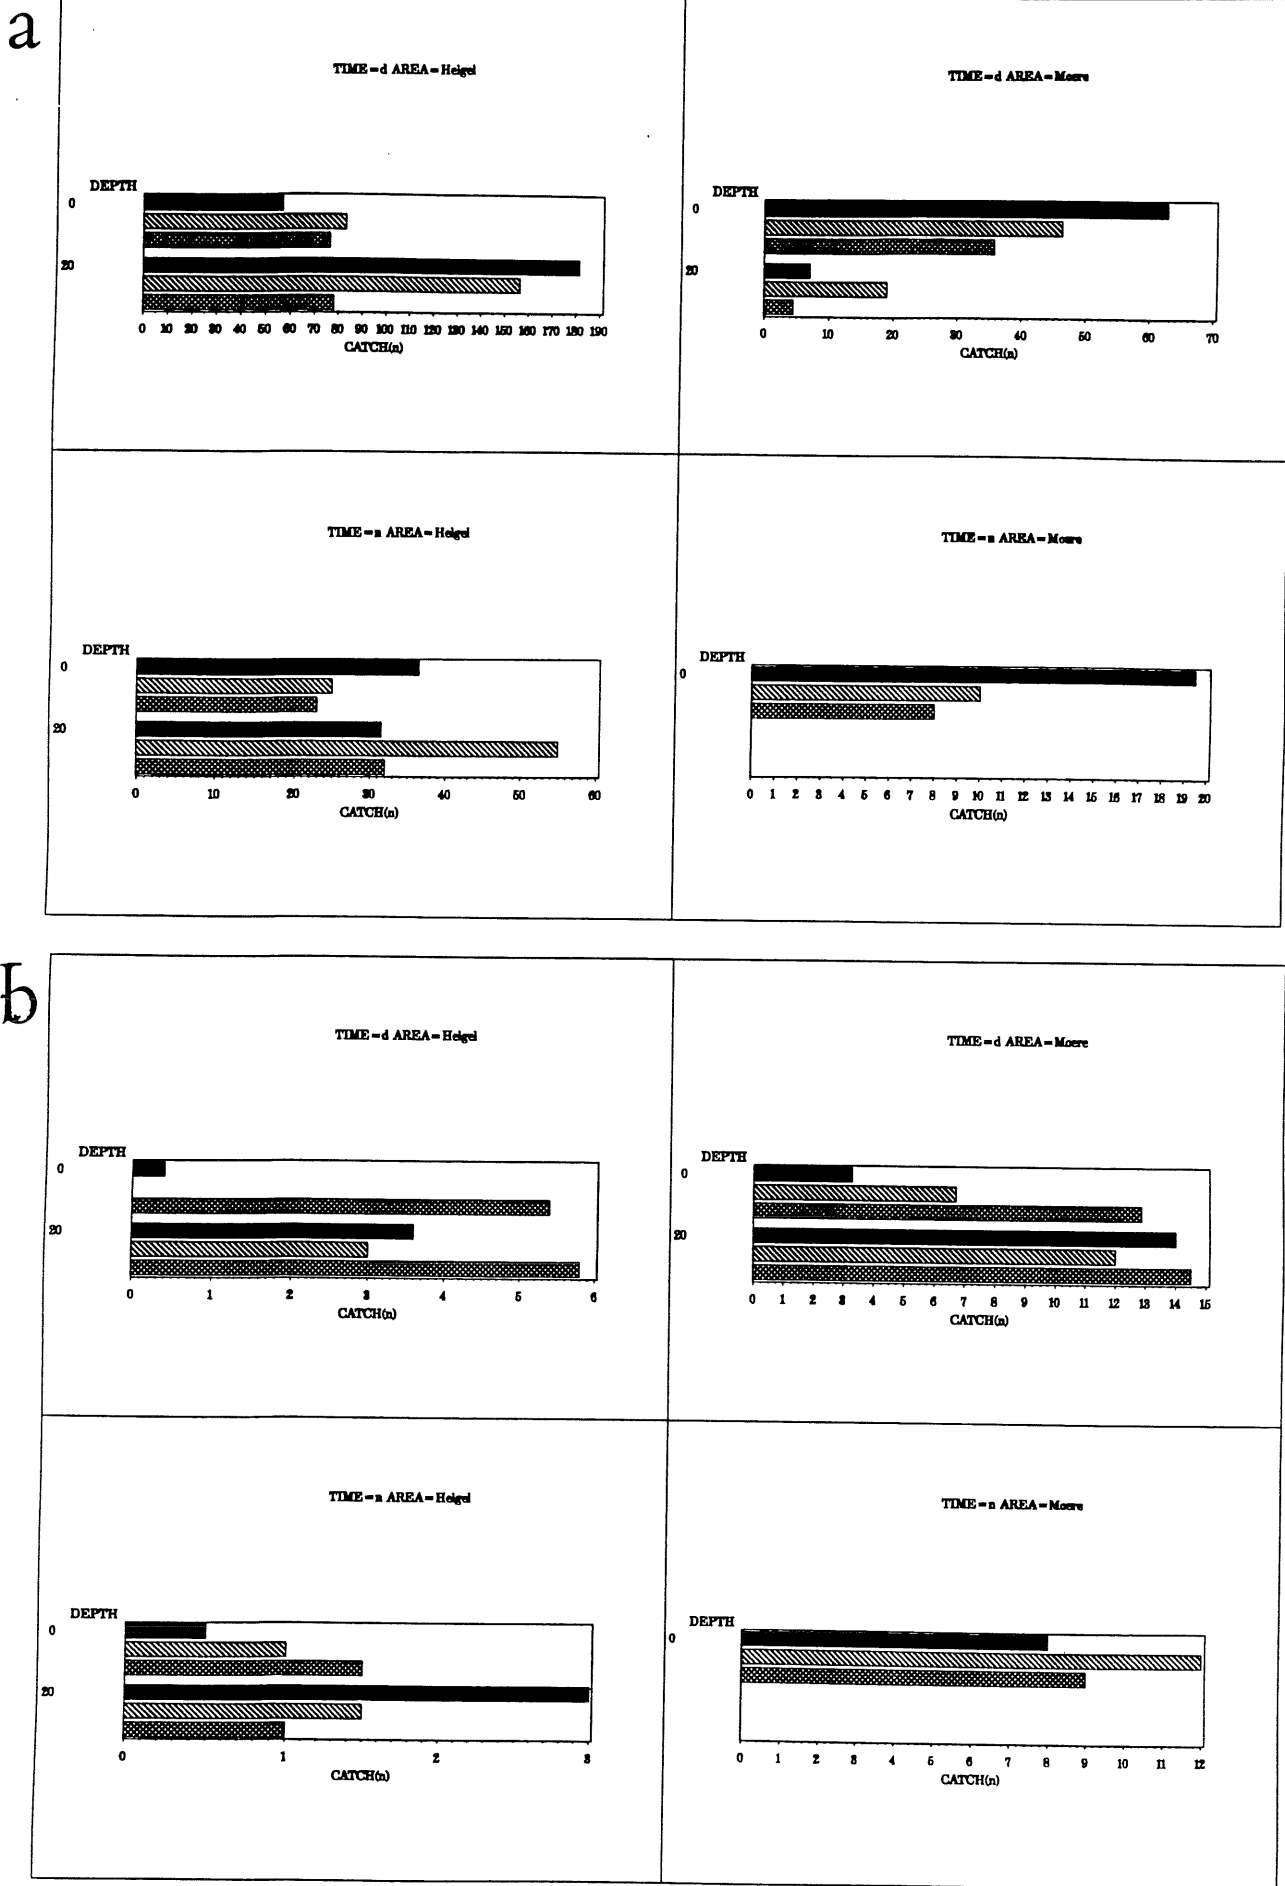 a
TIME=d AREA=Heigel
DEPTH
0
20
0 10 20 30 40 50 60 70 80 90 100 110 120 130 140 150 160 170 180 190
CATCH(n)
TIME=d AREA=Moere
DEPTH
0
20
0 10 20 30 40 50 60 70
CATCH(n)
TIME=n AREA=Heigel
DEPTH
0
20
0 10 20 30 40 50 60
CATCH(n)
TIME=n AREA=Moere
DEPTH
0
0 1 2 3 4 5 6 7 8 9 10 11 12 13 14 15 16 17 18 19 20
CATCH(n)
b
TIME=d AREA=Heigel
DEPTH
0
20
0 1 2 3 4 5 6
CATCH(n)
TIME=d AREA=Moere
DEPTH
0
20
0 1 2 3 4 5 6 7 8 9 10 11 12 13 14 15
CATCH(n)
TIME=n AREA=Heigel
DEPTH
0
20
0 1 2 3
CATCH(n)
TIME=n AREA=Moere
DEPTH
0
0 1 2 3 4 5 6 7 8 9 10 11 12
CATCH(n)